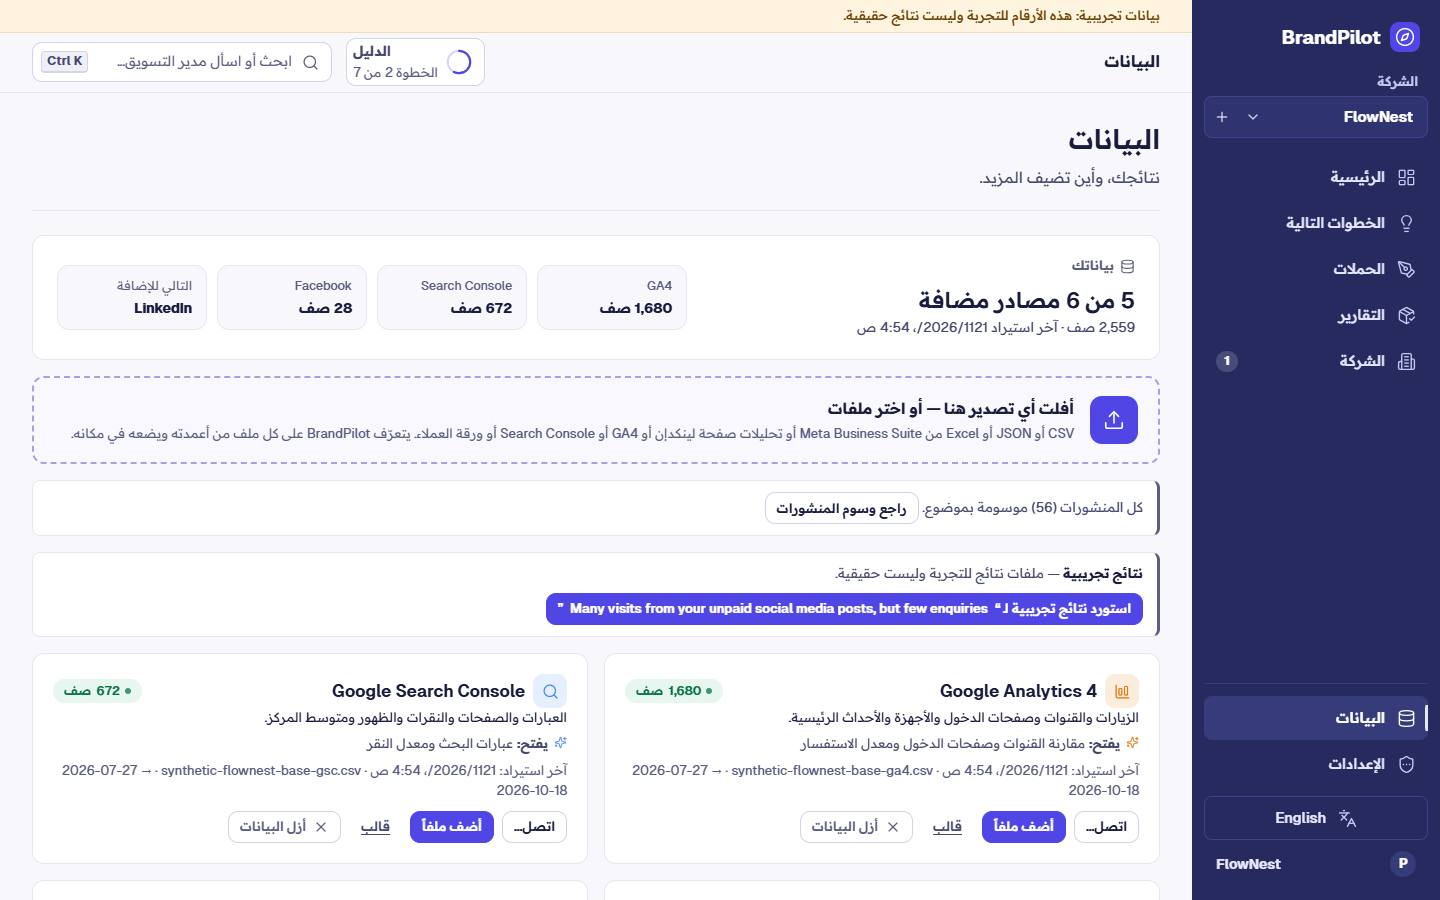 بيانات تجريبية: هذه الأرقام للتجربة وليست نتائج حقيقية.
BrandPilot
الشركة
FlowNest
الرئيسية
الخطوات التالية
الحملات
التقارير
الشركة
1
البيانات
الإعدادات
English
P
FlowNest
البيانات
الدليل
الخطوة 2 من 7
ابحث أو اسأل مدير التسويق...
Ctrl K
البيانات
نتائجك، وأين تضيف المزيد.
بياناتك
5 من 6 مصادر مضافة
2,559 صف · آخر استيراد 1121/2026/، 4:54 ص
GA4
1,680 صف
Search Console
672 صف
Facebook
28 صف
التالي للإضافة
LinkedIn
أفلت أي تصدير هنا — أو اختر ملفات
CSV أو JSON أو Excel من Meta Business Suite أو تحليلات صفحة لينكدإن أو GA4 أو Search Console أو ورقة العملاء. يتعرّف BrandPilot على كل ملف من أعمدته ويضعه في مكانه.
كل المنشورات (56) موسومة بموضوع.
راجع وسوم المنشورات
نتائج تجريبية — ملفات نتائج للتجربة وليست حقيقية.
استورد نتائج تجريبية لـ “ Many visits from your unpaid social media posts, but few enquiries ”
Google Analytics 4
1,680 صف
الزيارات والقنوات وصفحات الدخول والأجهزة والأحداث الرئيسية.
يفتح: مقارنة القنوات وصفحات الدخول ومعدل الاستفسار
آخر استيراد: 1121/2026/، 4:54 ص · synthetic-flownest-base-ga4.csv · 2026-07-27 →
2026-10-18
اتصل...
أضف ملفاً
قالب
أزل البيانات
Google Search Console
672 صف
العبارات والصفحات والنقرات والظهور ومتوسط المركز.
يفتح: عبارات البحث ومعدل النقر
آخر استيراد: 1121/2026/، 4:54 ص · synthetic-flownest-base-gsc.csv · 2026-07-27 →
2026-10-18
اتصل...
أضف ملفاً
قالب
أزل البيانات